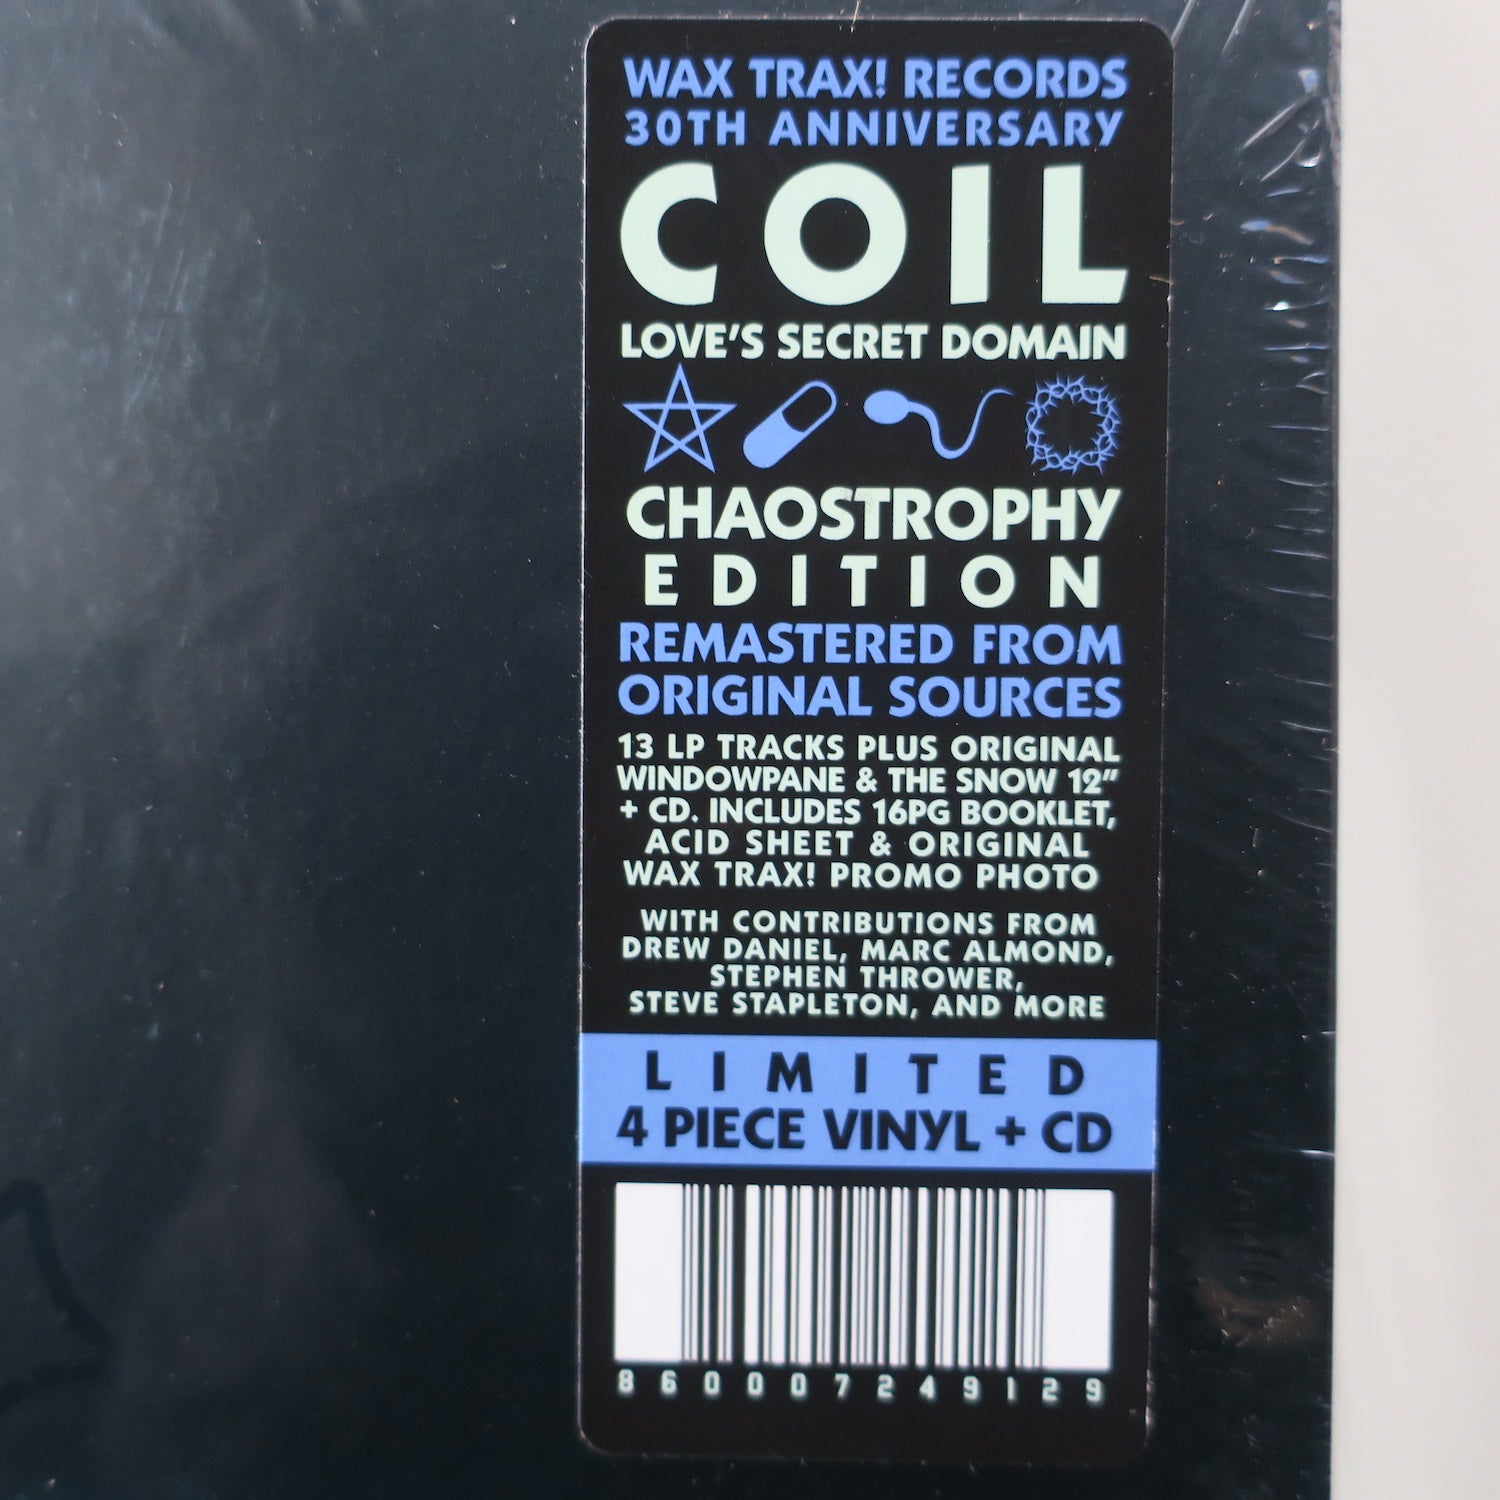 WAX TRAX! RECORDS
30TH ANNIVERSARY
COIL
LOVE'S SECRET DOMAIN
CHAOSTROPHY
EDITION
REMASTERED FROM
ORIGINAL SOURCES
13 LP TRACKS PLUS ORIGINAL
WINDOWPANE & THE SNOW 12"
+ CD. INCLUDES 16PG BOOKLET,
ACID SHEET & ORIGINAL
WAX TRAX! PROMO PHOTO
WITH CONTRIBUTIONS FROM
DREW DANIEL, MARC ALMOND,
STEPHEN THROWER,
STEVE STAPLETON, AND MORE
LIMITED
4 PIECE VINYL + CD
860007249129